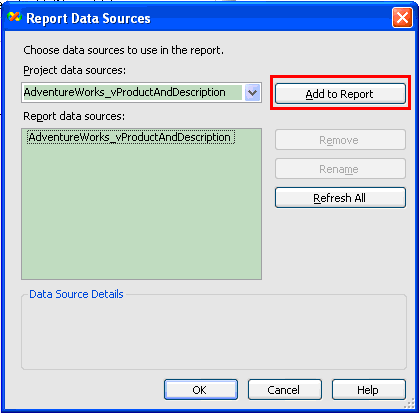 Report Data Sources
Choose data sources to use in the report.
Project data sources:
AdventureWorks_vProductAndDescription
Add to Report
Report data sources:
AdventureWorks_vProductAndDescription
Remove
Rename
Refresh All
Data Source Details
OK
Cancel
Help